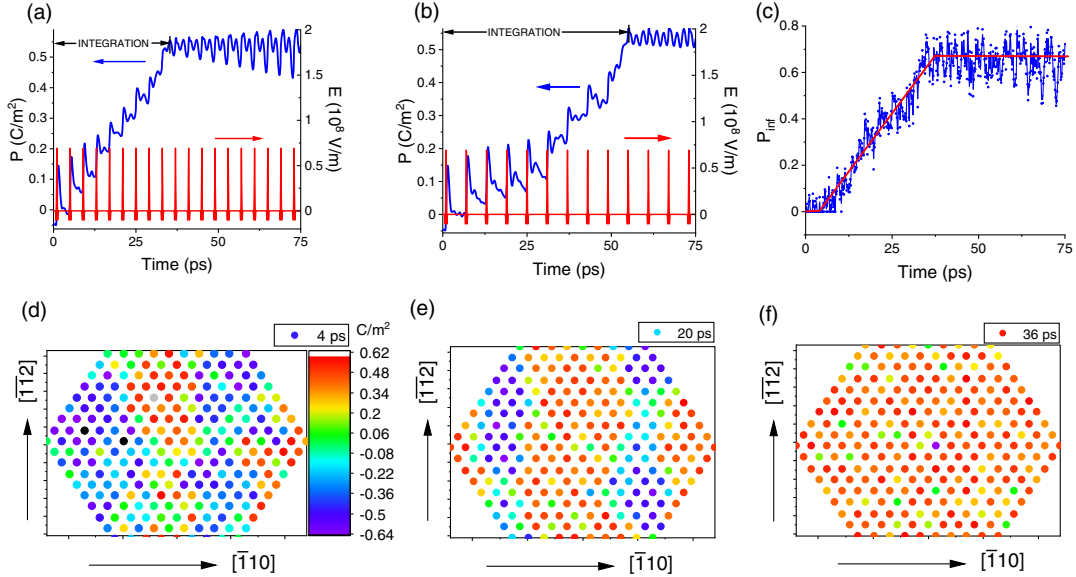 (a)
INTEGRATION
P (C/m²)
0.5
0.4
0.3
0.2
0.1
0
2
1.5
1
0.5
0
E (10⁸ V/m)
0
25
50
75
Time (ps)
(b)
INTEGRATION
P (C/m²)
0.5
0.4
0.3
0.2
0.1
0
2
1.5
1
0.5
0
E (10⁸ V/m)
0
25
50
75
Time (ps)
(c)
P_inf
0.8
0.6
0.4
0.2
0
0
25
50
75
Time (ps)
(d)
4 ps
C/m²
0.62
0.44
0.32
0.2
0.06
-0.08
-0.22
-0.36
-0.5
-0.64
[1̅1̅2]
[1̅10]
(e)
20 ps
[1̅1̅2]
[1̅10]
(f)
36 ps
[1̅1̅2]
[1̅10]